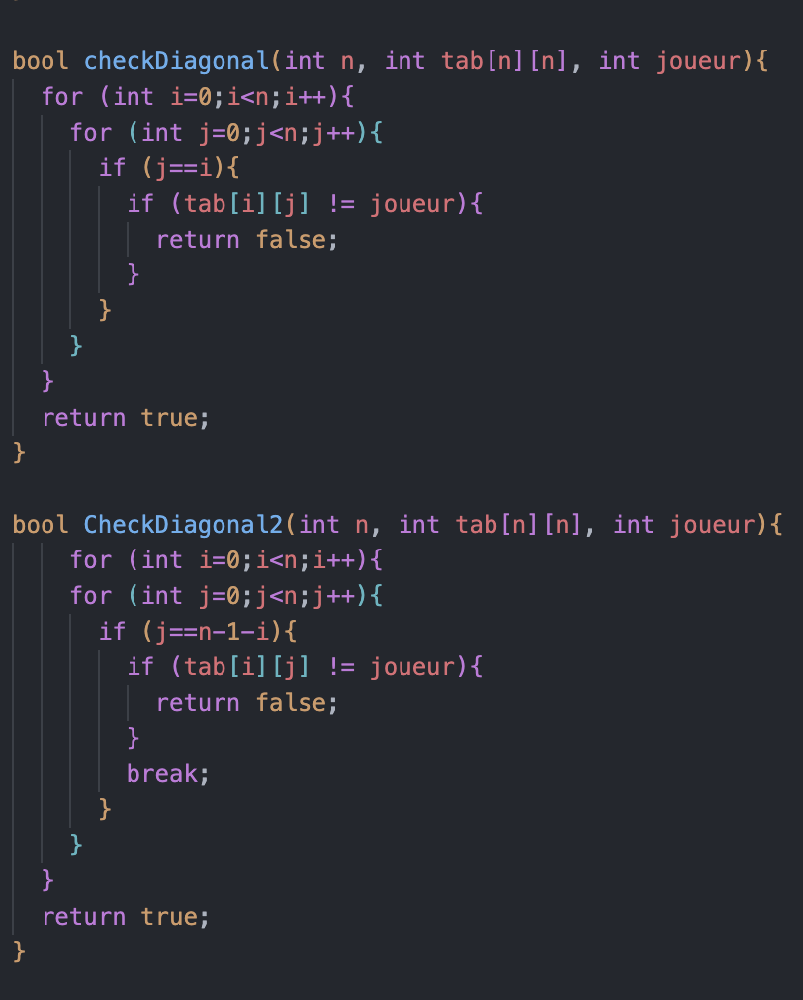 bool checkDiagonal(int n, int tab[n][n], int joueur){
  for (int i=0;i<n;i++){
    for (int j=0;j<n;j++){
      if (j==i){
        if (tab[i][j] != joueur){
          return false;
        }
      }
    }
  }
  return true;
}

bool CheckDiagonal2(int n, int tab[n][n], int joueur){
    for (int i=0;i<n;i++){
    for (int j=0;j<n;j++){
      if (j==n-1-i){
        if (tab[i][j] != joueur){
          return false;
        }
        break;
      }
    }
  }
  return true;
}